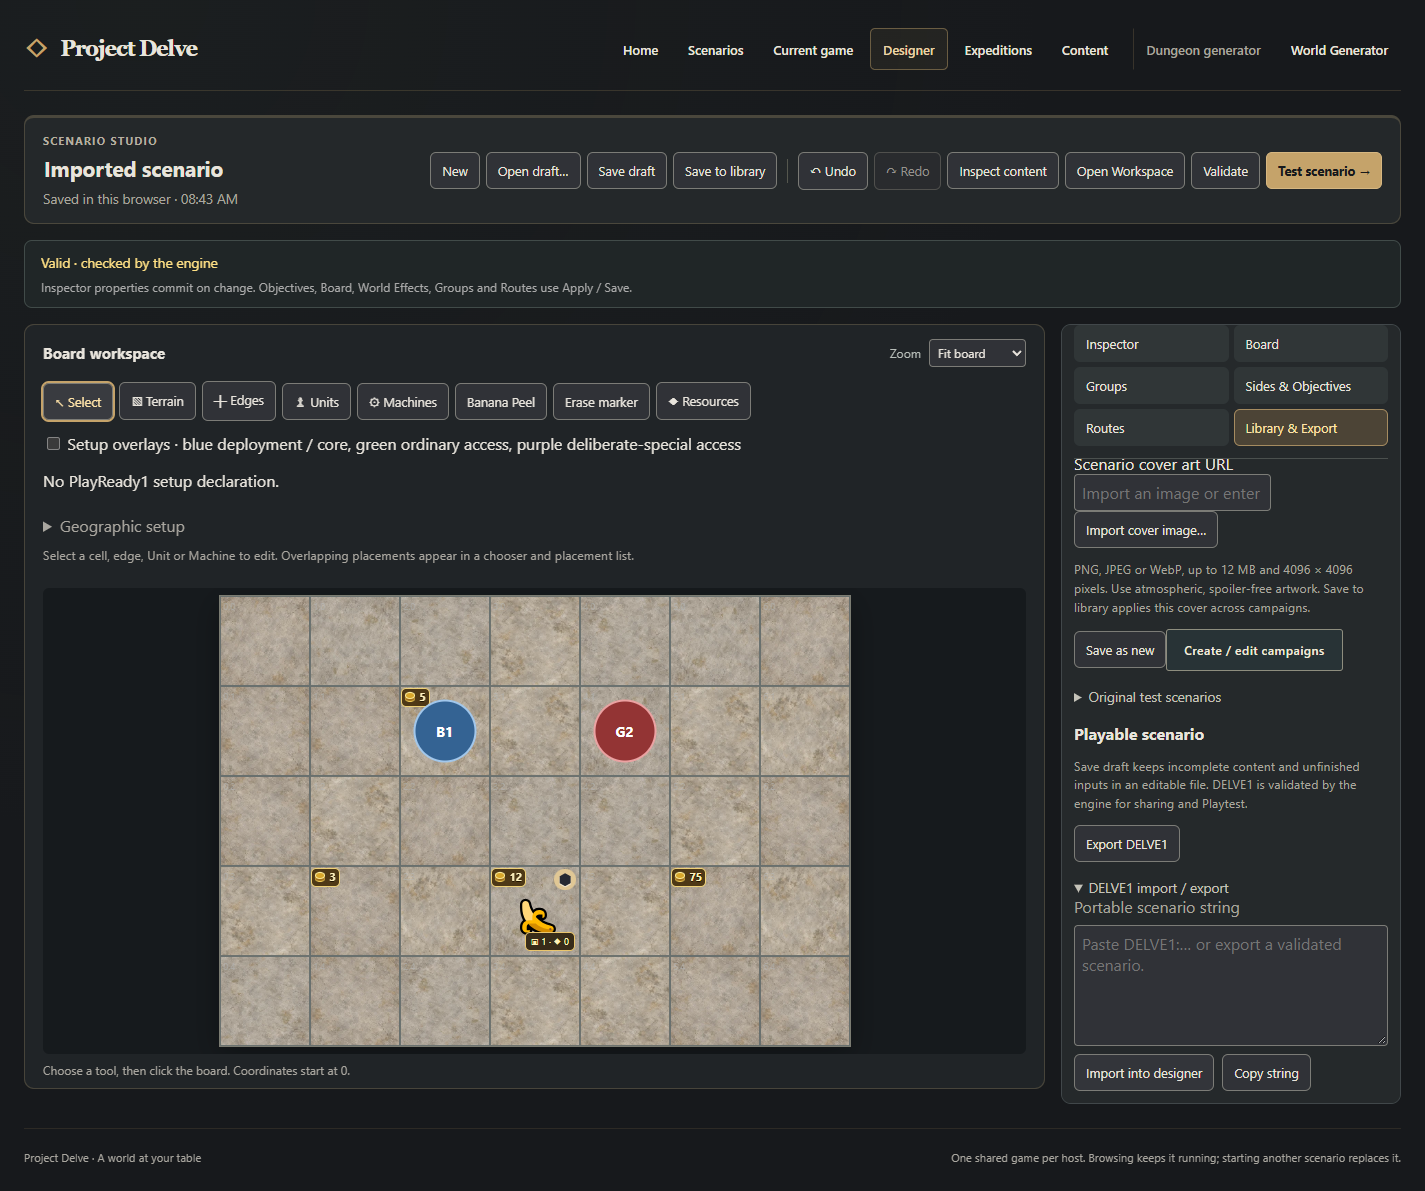 Project Delve
Home
Scenarios
Current game
Designer
Expeditions
Content
Dungeon generator
World Generator
SCENARIO STUDIO
Imported scenario
Saved in this browser · 08:43 AM
New
Open draft...
Save draft
Save to library
↶ Undo
↷ Redo
Inspect content
Open Workspace
Validate
Test scenario →
Valid · checked by the engine
Inspector properties commit on change. Objectives, Board, World Effects, Groups and Routes use Apply / Save.
Board workspace
Zoom
Fit board
Select
Terrain
Edges
Units
Machines
Banana Peel
Erase marker
Resources
Setup overlays · blue deployment / core, green ordinary access, purple deliberate-special access
No PlayReady1 setup declaration.
Geographic setup
Select a cell, edge, Unit or Machine to edit. Overlapping placements appear in a chooser and placement list.
5
B1
G2
3
12
75
1 · ◆ 0
Choose a tool, then click the board. Coordinates start at 0.
Inspector
Board
Groups
Sides & Objectives
Routes
Library & Export
Scenario cover art URL
Import an image or enter
Import cover image...
PNG, JPEG or WebP, up to 12 MB and 4096 × 4096
pixels. Use atmospheric, spoiler-free artwork. Save to
library applies this cover across campaigns.
Save as new
Create / edit campaigns
Original test scenarios
Playable scenario
Save draft keeps incomplete content and unfinished
inputs in an editable file. DELVE1 is validated by the
engine for sharing and Playtest.
Export DELVE1
DELVE1 import / export
Portable scenario string
Paste DELVE1:... or export a validated
scenario.
Import into designer
Copy string
Project Delve · A world at your table
One shared game per host. Browsing keeps it running; starting another scenario replaces it.